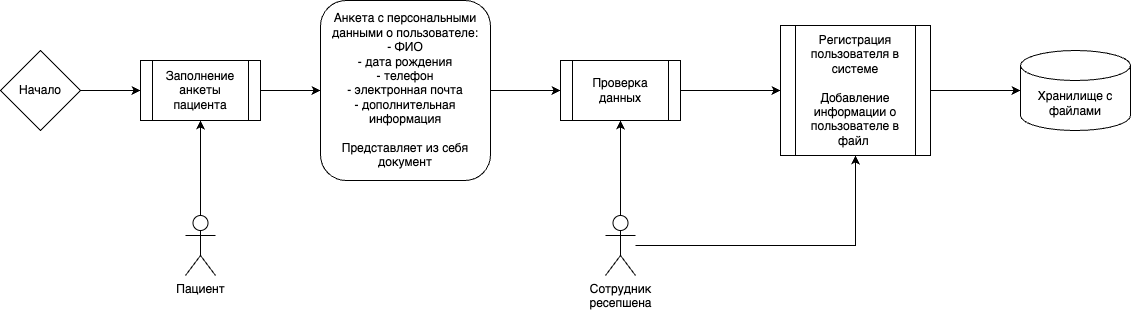 Начало
Заполнение
анкеты
пациента
Анкета с персональными
данными о пользователе:
- ФИО
- дата рождения
- телефон
- электронная почта
- дополнительная
информация
Представляет из себя
документ
Проверка
данных
Регистрация
пользователя в
системе
Добавление
информации о
пользователе в
файл
Хранилище с
файлами
Пациент
Сотрудник
ресепшена